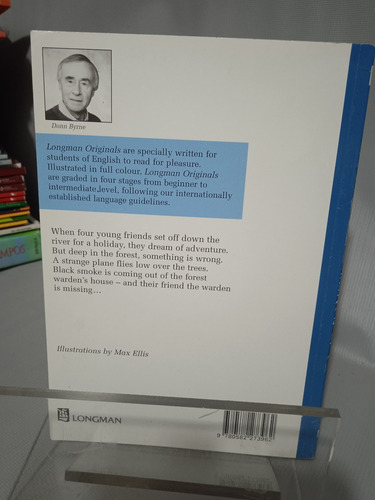 Donn Byrne
Longman Originals are specially written for
students of English to read for pleasure.
Illustrated in full colour, Longman Originals
are graded in four stages from beginner to
intermediate level, following our internationally
established language guidelines.
When four young friends set off down the
river for a holiday, they dream of adventure.
But deep in the forest, something is wrong.
A strange plane flies low over the trees.
Black smoke is coming out of the forest
warden's house – and their friend the warden
is missing...
Illustrations by Max Ellis
LONGMAN
9 780582 273962
MPOS